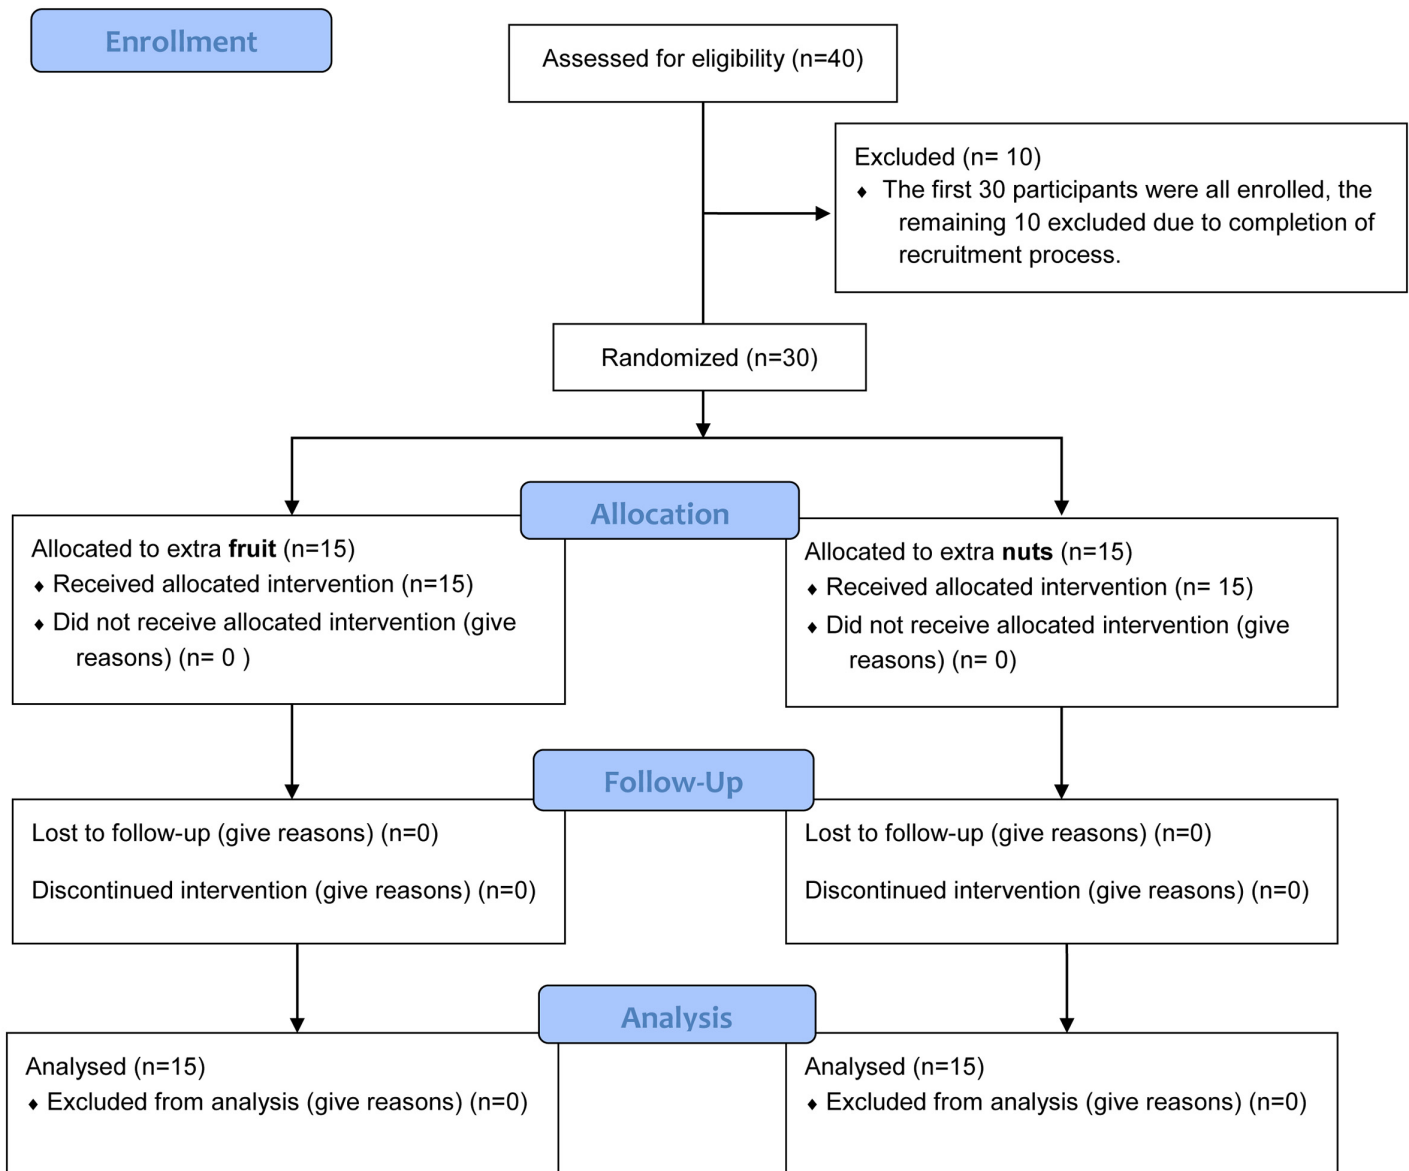 Enrollment
Assessed for eligibility (n=40)
Excluded (n= 10)
♦ The first 30 participants were all enrolled, the
remaining 10 excluded due to completion of
recruitment process.
Randomized (n=30)
Allocation
Allocated to extra fruit (n=15)
♦ Received allocated intervention (n=15)
♦ Did not receive allocated intervention (give
reasons) (n= 0 )
Allocated to extra nuts (n=15)
♦ Received allocated intervention (n= 15)
♦ Did not receive allocated intervention (give
reasons) (n= 0)
Follow-Up
Lost to follow-up (give reasons) (n=0)
Discontinued intervention (give reasons) (n=0)
Lost to follow-up (give reasons) (n=0)
Discontinued intervention (give reasons) (n=0)
Analysis
Analysed (n=15)
♦ Excluded from analysis (give reasons) (n=0)
Analysed (n=15)
♦ Excluded from analysis (give reasons) (n=0)